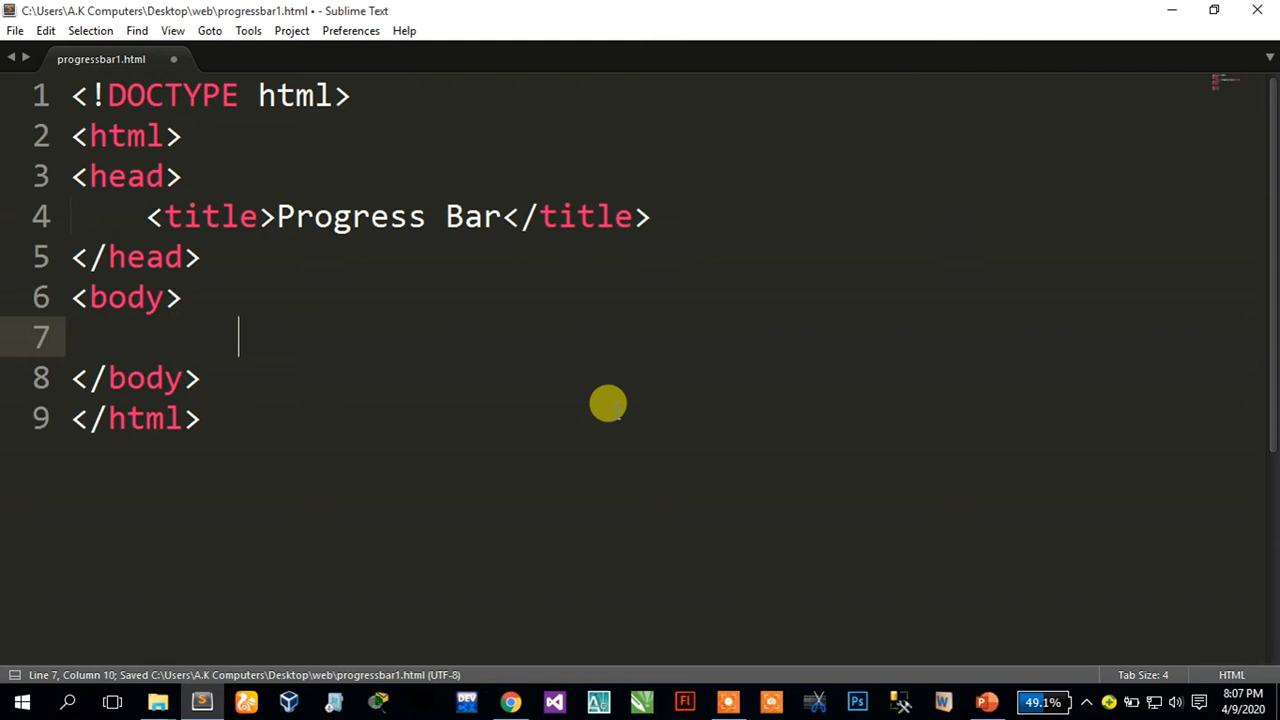 C:\Users\A.K Computers\Desktop\web\progressbar1.html • - Sublime Text
File Edit Selection Find View Goto Tools Project Preferences Help
progressbar1.html
1 <!DOCTYPE html>
2 <html>
3 <head>
4 <title>Progress Bar</title>
5 </head>
6 <body>
7
8 </body>
9 </html>
Line 7, Column 10; Saved C:\Users\A.K Computers\Desktop\web\progressbar1.html (UTF-8) Tab Size: 4 HTML
DEV Fl Ps W P 49.1% 8:07 PM
4/9/2020